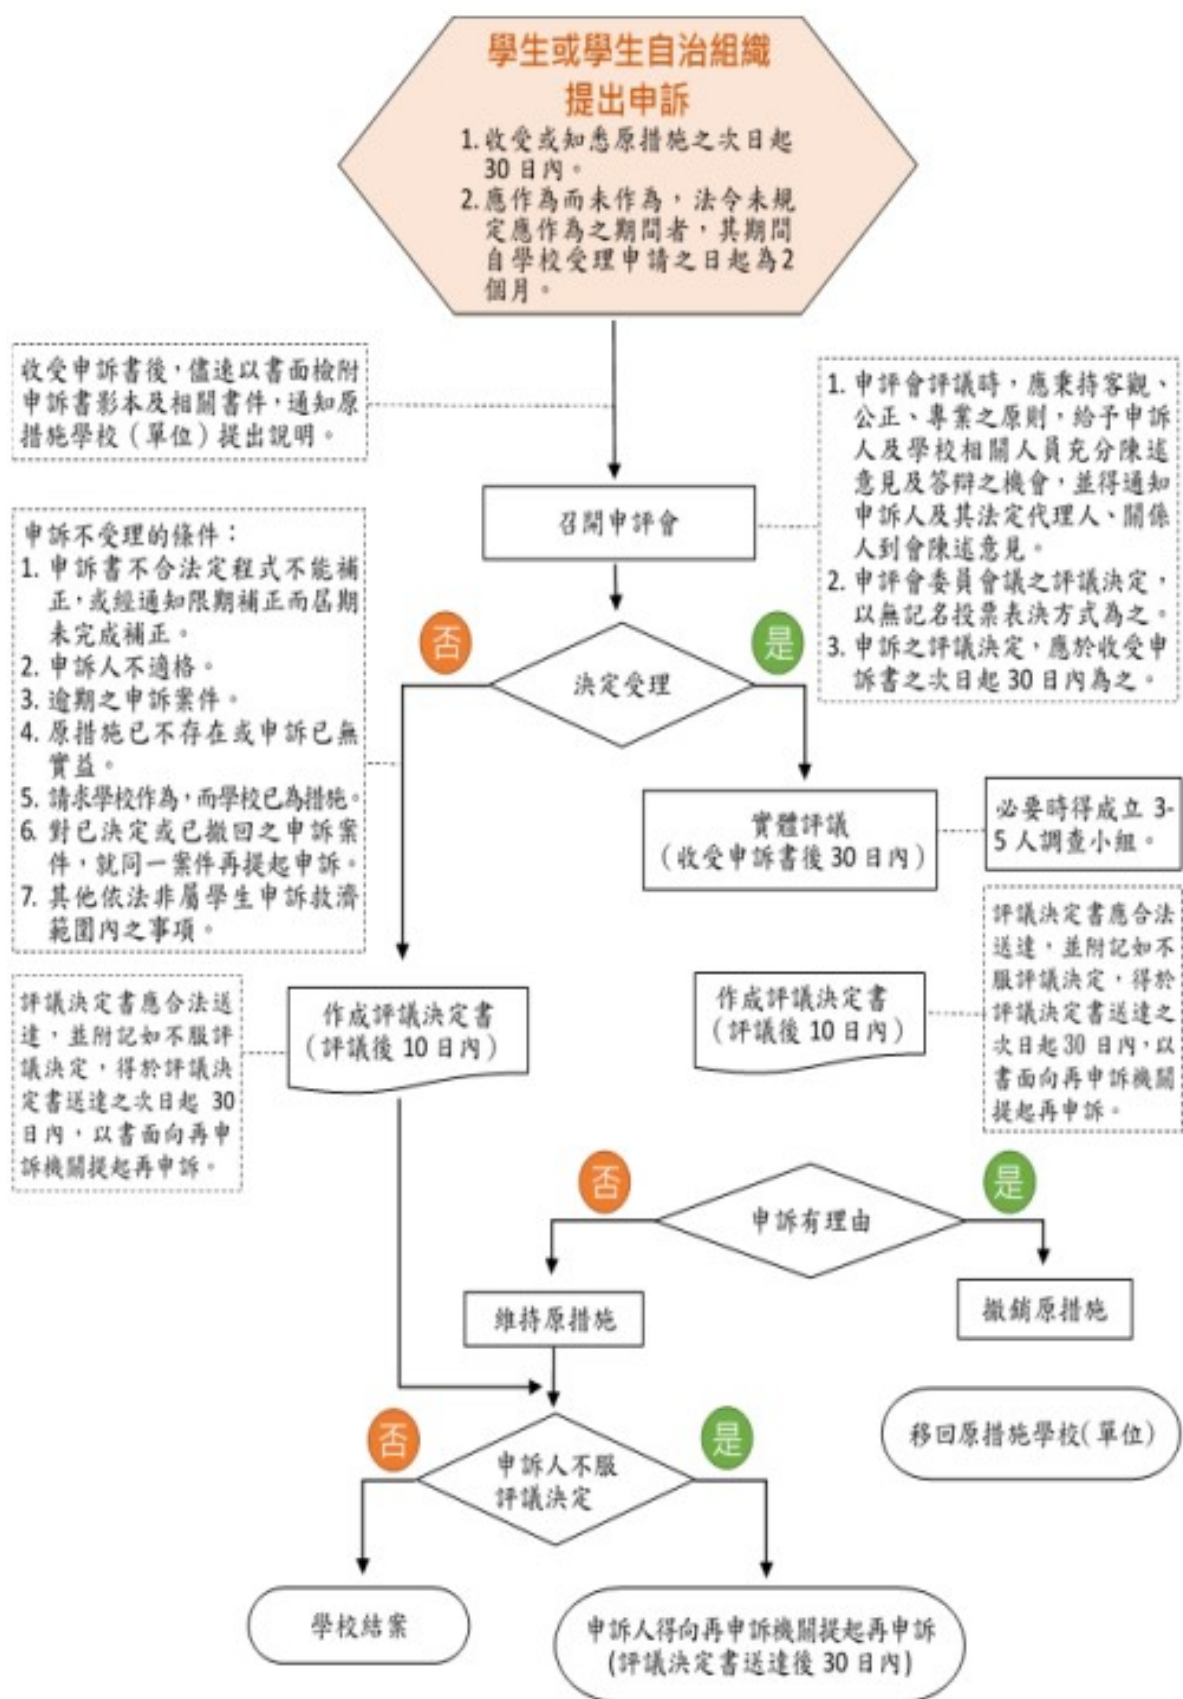 學生或學生自治組織
提出申訴
1. 收受或知悉原措施之次日起
30 日內。
2. 應作為而未作為，法令未規
定應作為之期間者，其期間
自學校受理申請之日起為2
個月。
收受申訴書後，儘速以書面檢附
申訴書影本及相關書件，通知原
措施學校（單位）提出說明。
1. 申評會評議時，應秉持客觀、
公正、專業之原則，給予申訴
人及學校相關人員充分陳述
意見及答辯之機會，並得通知
申訴人及其法定代理人、關係
人到會陳述意見。
2. 申評會委員會議之評議決定，
以無記名投票表決方式為之。
3. 申訴之評議決定，應於收受申
訴書之次日起 30 日內為之。
召開申評會
申訴不受理的條件：
1. 申訴書不合法定程式不能補
正，或經通知限期補正而屆期
未完成補正。
2. 申訴人不適格。
3. 逾期之申訴案件。
4. 原措施已不存在或申訴已無
實益。
5. 請求學校作為，而學校已為措施。
6. 對已決定或已撤回之申訴案
件，就同一案件再提起申訴。
7. 其他依法非屬學生申訴救濟
範圍內之事項。
否
是
決定受理
實體評議
（收受申訴書後 30 日內）
必要時得成立 3-
5 人調查小組。
評議決定書應合法送
達，並附記如不服評
議決定，得於評議決
定書送達之次日起 30
日內，以書面向再申
訴機關提起再申訴。
作成評議決定書
（評議後 10 日內）
作成評議決定書
（評議後 10 日內）
評議決定書應合法
送達，並附記如不
服評議決定，得於
評議決定書送達之
次日起 30 日內，以
書面向再申訴機關
提起再申訴。
否
是
申訴有理由
維持原措施
撤銷原措施
移回原措施學校(單位)
否
是
申訴人不服
評議決定
學校結案
申訴人得向再申訴機關提起再申訴
(評議決定書送達後 30 日內)